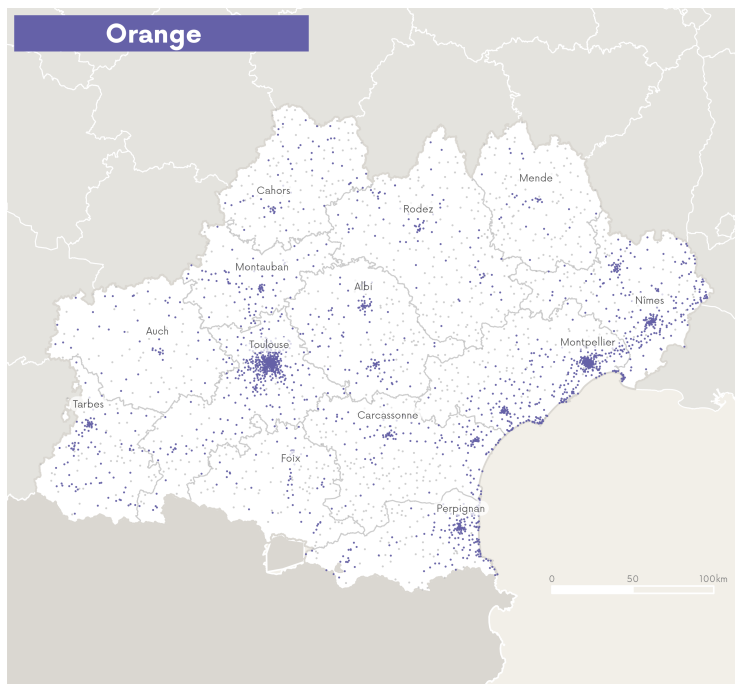 Orange
Cahors
Mende
Rodez
Montauban
Albi
Nîmes
Auch
Toulouse
Montpellier
Tarbes
Carcassonne
Foix
Perpignan
0 50 100km